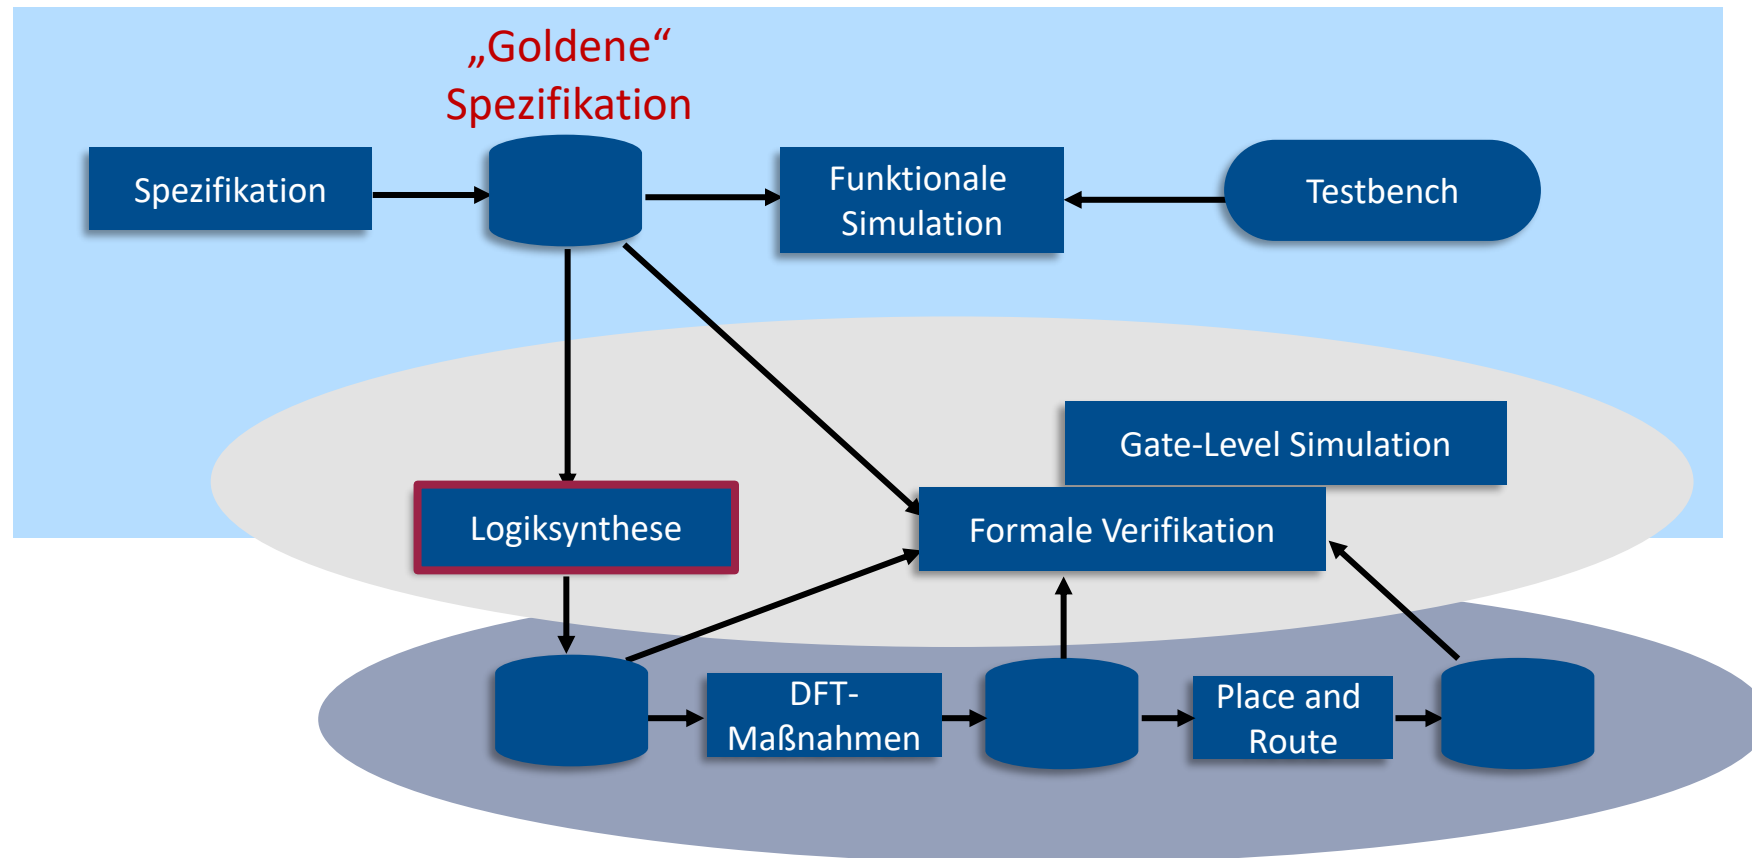 „Goldene“
Spezifikation
Spezifikation
Funktionale
Simulation
Testbench
Gate-Level Simulation
Logiksynthese
Formale Verifikation
DFT-
Maßnahmen
Place and
Route